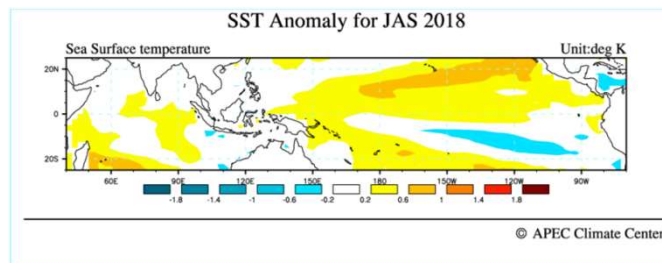 SST Anomaly for JAS 2018
Sea Surface temperature Unit:deg K
20N
0
20S
60E 90E 120E 150E 180 150W 120W 90W
-1.8 -1.4 -1 -0.6 -0.2 0.2 0.6 1 1.4 1.8
© APEC Climate Center